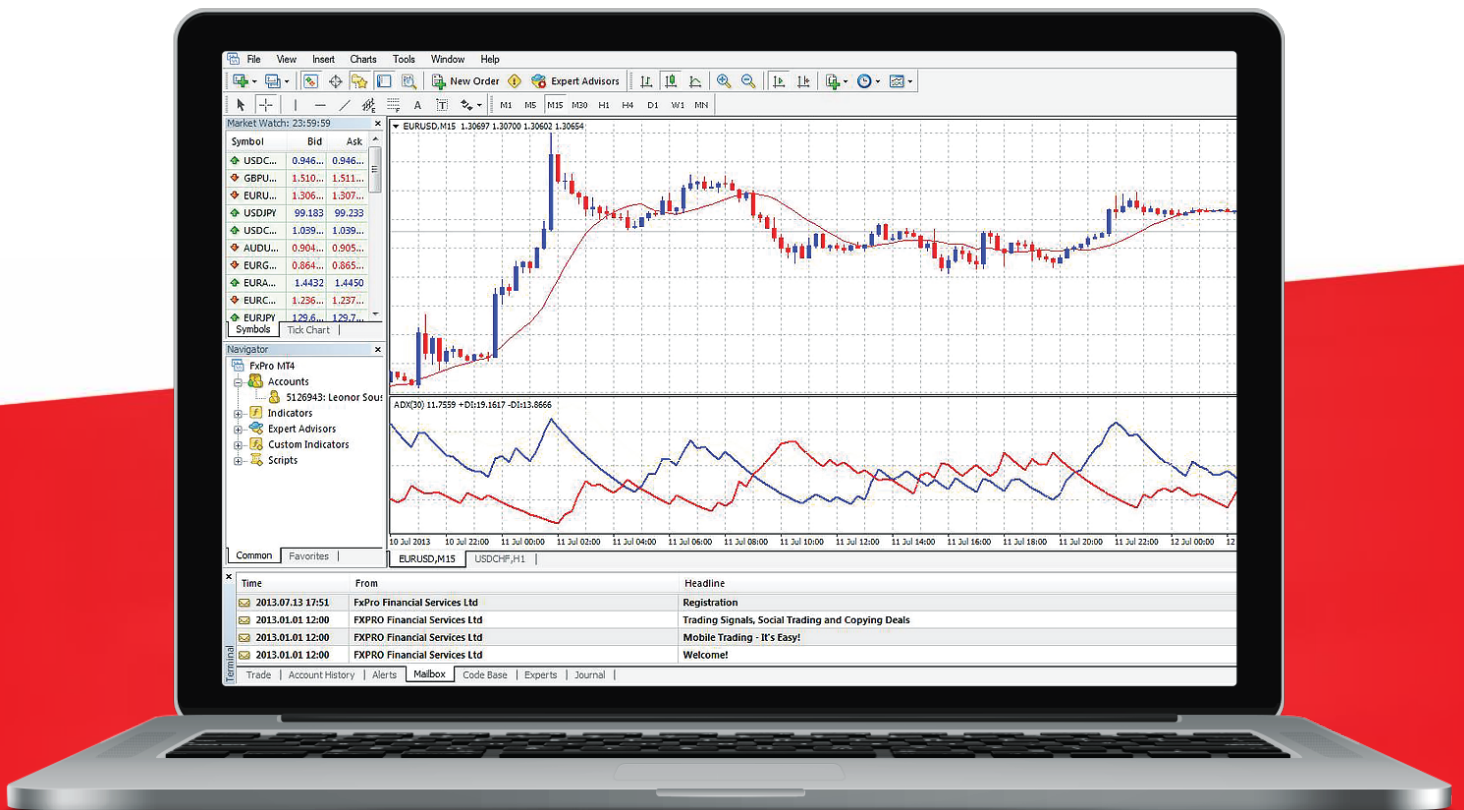 File View Insert Charts Tools Window Help
New Order Expert Advisors
A T M1 M5 M15 M30 H1 H4 D1 W1 MN
Market Watch: 23:59:59
Symbol Bid Ask
USDC... 0.946... 0.946...
GBPU... 1.510... 1.511...
EURU... 1.306... 1.307...
USDJPY 99.183 99.233
USDC... 1.039... 1.039...
AUDU... 0.904... 0.905...
EURG... 0.864... 0.865...
EURA... 1.4432 1.4450
EURC... 1.236... 1.237...
EURJPY 129.6... 129.7...
Symbols Tick Chart
EURUSD,M15 1.30697 1.30700 1.30602 1.30654
Navigator
FxPro MT4
Accounts
5126943: Leonor Sous
Indicators
Expert Advisors
Custom Indicators
Scripts
Common Favorites
ADX(30) 11.7559 +DI:19.1617 -DI:13.8666
10 Jul 2013 10 Jul 22:00 11 Jul 00:00 11 Jul 02:00 11 Jul 04:00 11 Jul 06:00 11 Jul 08:00 11 Jul 10:00 11 Jul 12:00 11 Jul 14:00 11 Jul 16:00 11 Jul 18:00 11 Jul 20:00 11 Jul 22:00 12 Jul 00:00 12
EURUSD,M15 USDCHF,H1
Time From Headline
2013.07.13 17:51 FxPro Financial Services Ltd Registration
2013.01.01 12:00 FXPRO Financial Services Ltd Trading Signals, Social Trading and Copying Deals
2013.01.01 12:00 FXPRO Financial Services Ltd Mobile Trading - It's Easy!
2013.01.01 12:00 FXPRO Financial Services Ltd Welcome!
Terminal
Trade Account History Alerts Mailbox Code Base Experts Journal